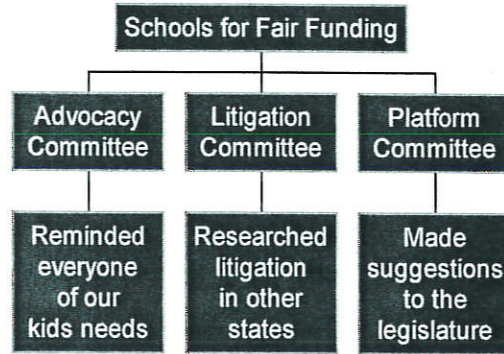 Schools for Fair Funding
Advocacy
Committee
Litigation
Committee
Platform
Committee
Reminded
everyone
of our
kids needs
Researched
litigation
in other
states
Made
suggestions
to the
legislature